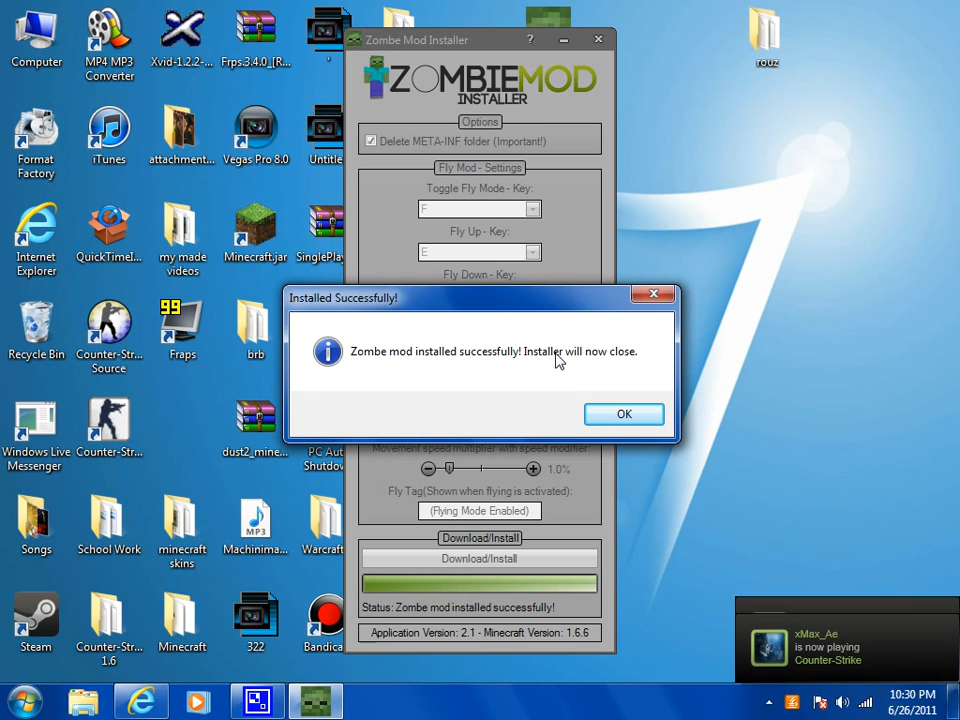 Computer
MP4 MP3
Converter
Xvid-1.2.2-...
Frps.3.4.0_[R...
rouz
Format
Factory
iTunes
attachment...
Vegas Pro 8.0
Untitle
Internet
Explorer
QuickTimeI...
my made
videos
Minecraft.jar
SinglePlay
Recycle Bin
Counter-Str...
Source
99
Fraps
brb
Windows Live
Messenger
Counter-Str...
dust2_mine...
PC Aut
Shutdow
Songs
School Work
minecraft
skins
MP3
Machinima...
Warcraft
Steam
Counter-Str...
1.6
Minecraft
322
Bandica
Zombe Mod Installer
?
ZOMBIEMOD
INSTALLER
Options
Delete META-INF folder (Important!)
Fly Mod - Settings
Toggle Fly Mode - Key:
F
Fly Up - Key:
E
Fly Down - Key:
Installed Successfully!
Zombe mod installed successfully! Installer will now close.
OK
Movement speed multiplier with speed modifier:
1.0%
Fly Tag(Shown when flying is activated):
(Flying Mode Enabled)
Download/Install
Download/Install
Status: Zombe mod installed successfully!
Application Version: 2.1 - Minecraft Version: 1.6.6
xMax_Ae
is now playing
Counter-Strike
10:30 PM
6/26/2011